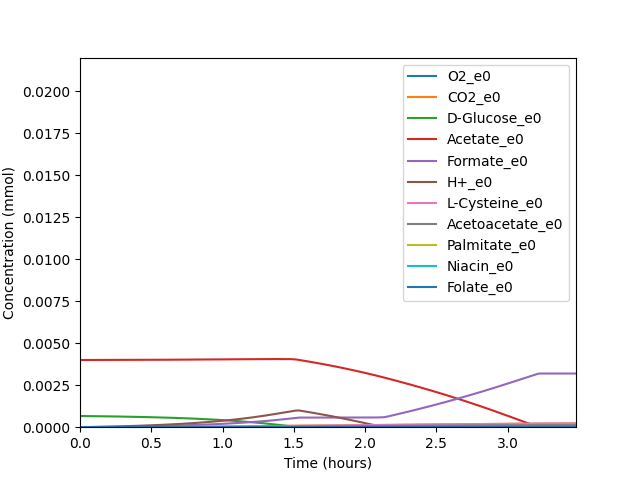 0.0200
0.0175
0.0150
0.0125
0.0100
0.0075
0.0050
0.0025
0.0000
Concentration (mmol)
0.0 0.5 1.0 1.5 2.0 2.5 3.0
Time (hours)
O2_e0
CO2_e0
D-Glucose_e0
Acetate_e0
Formate_e0
H+_e0
L-Cysteine_e0
Acetoacetate_e0
Palmitate_e0
Niacin_e0
Folate_e0